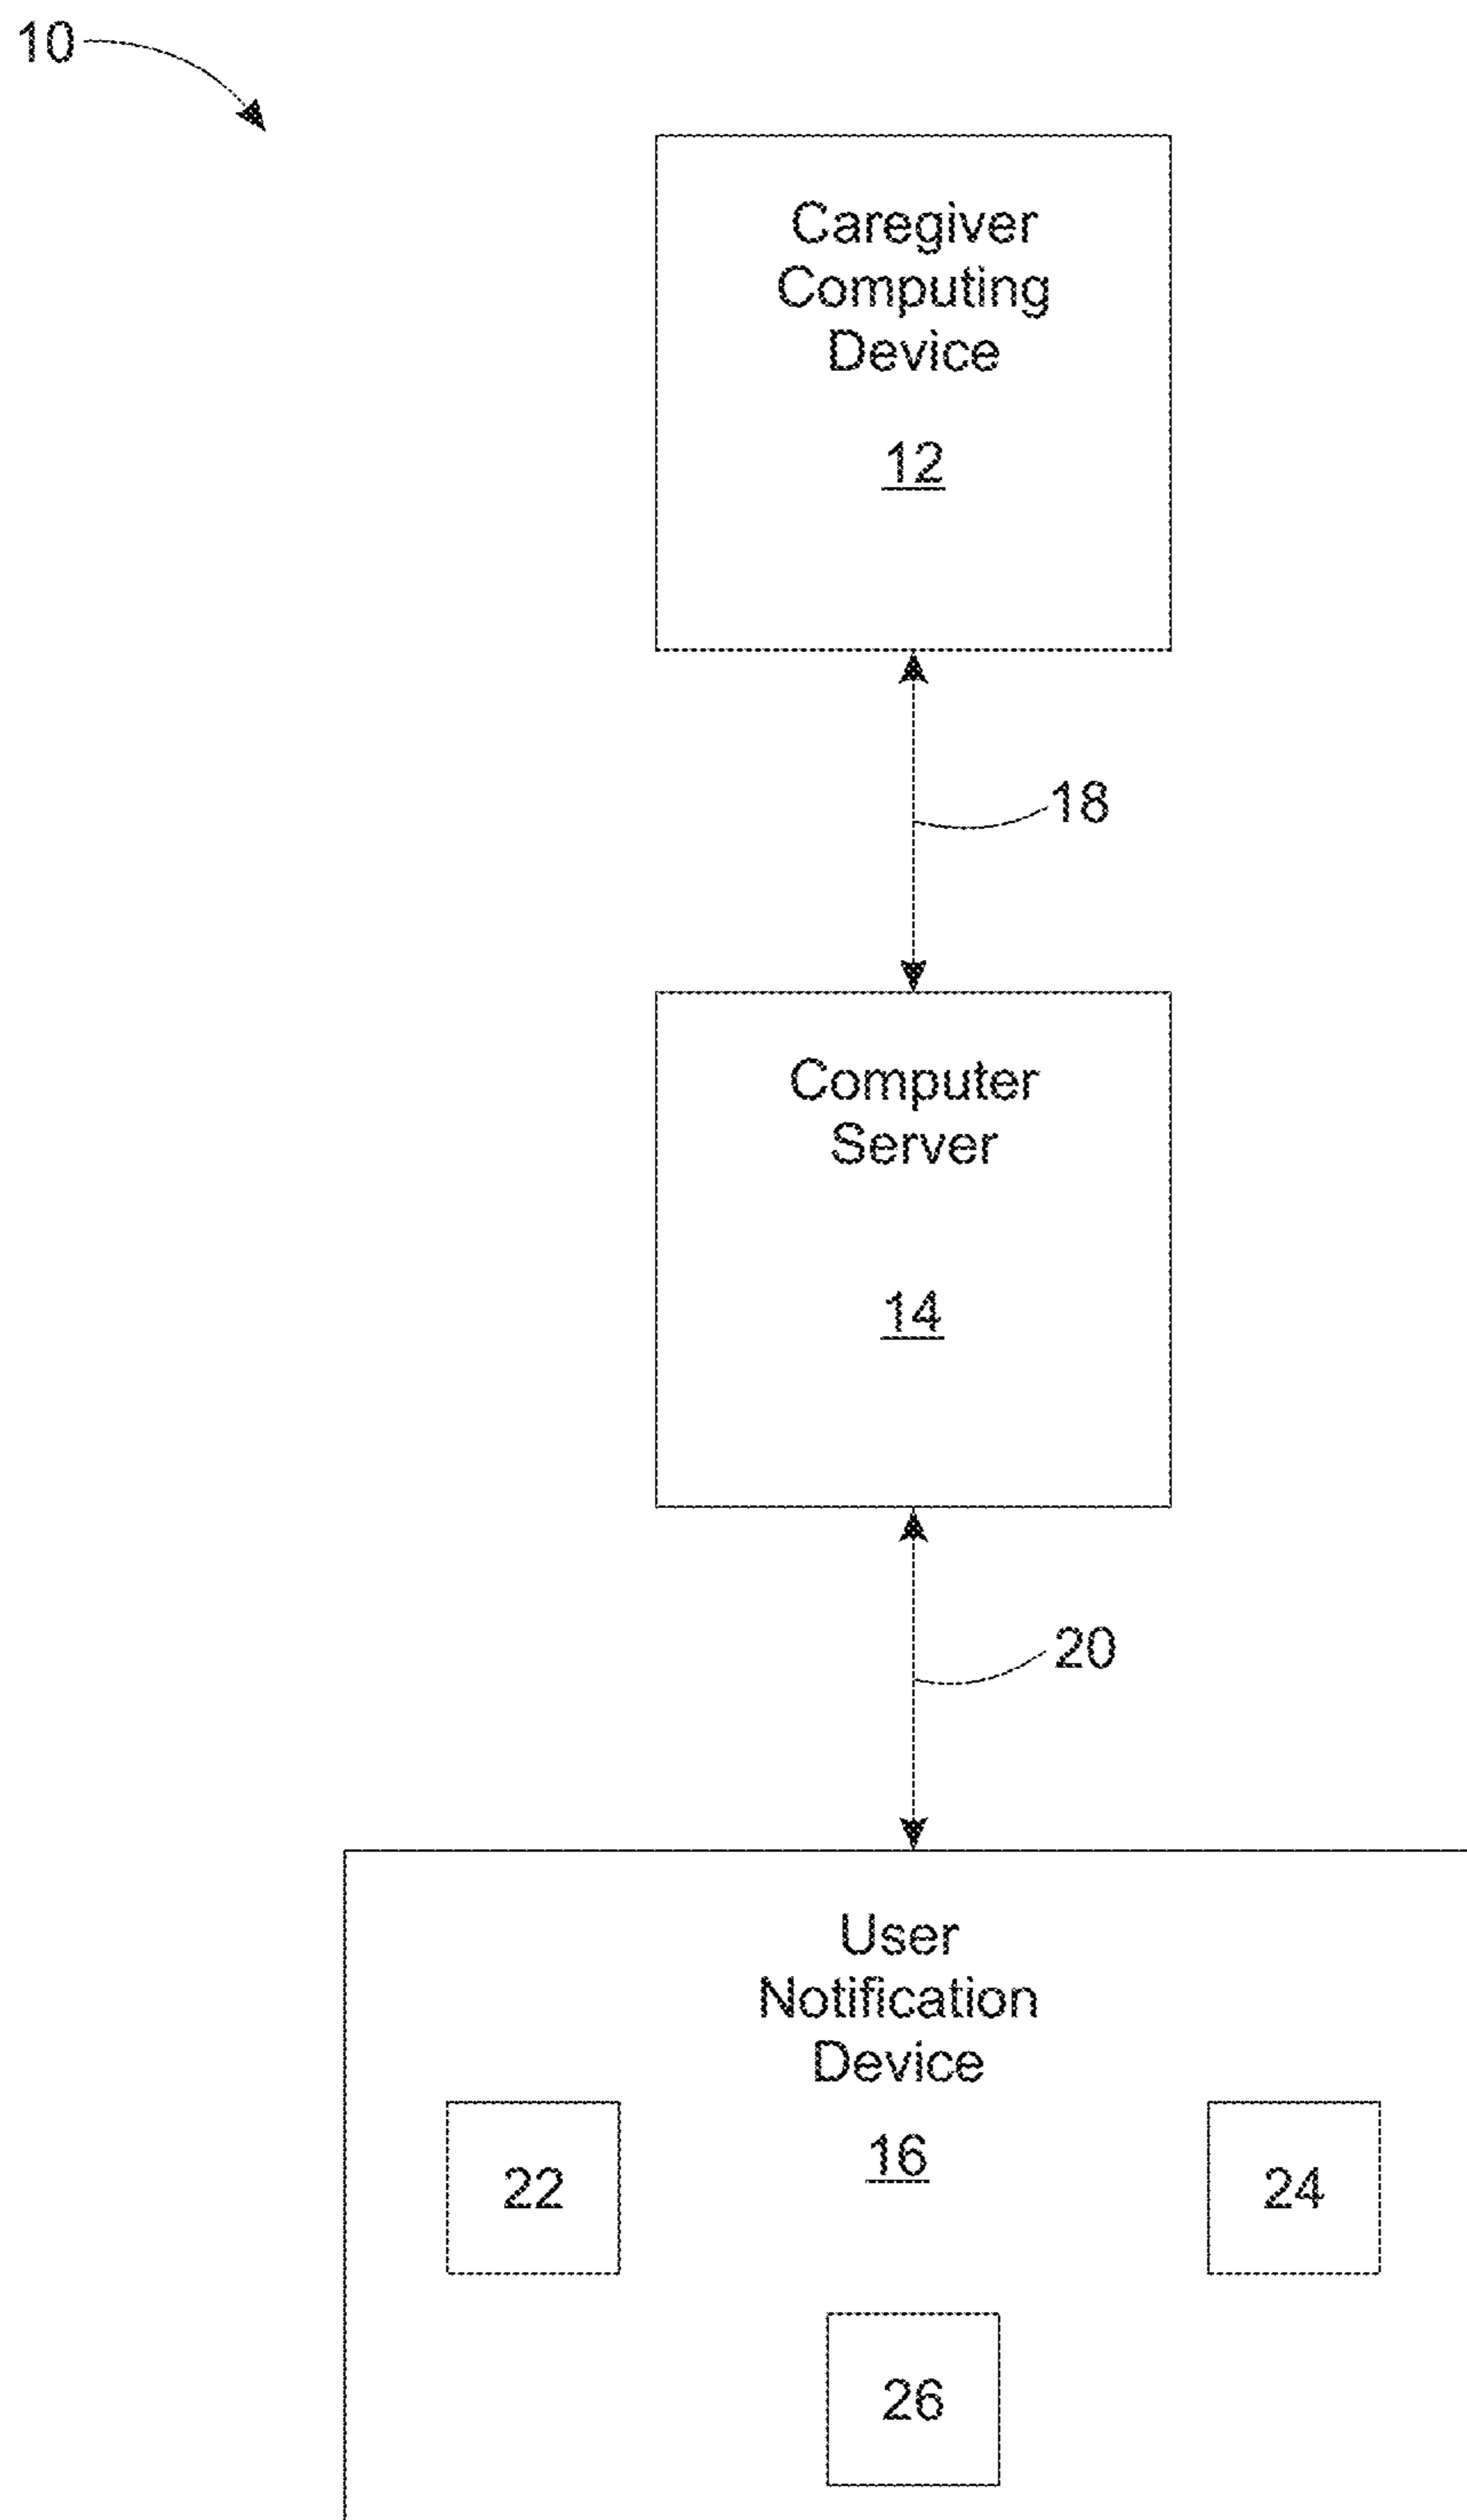 10
Caregiver
Computing
Device
12
18
Computer
Server
14
20
User
Notification
Device
16
22
24
26